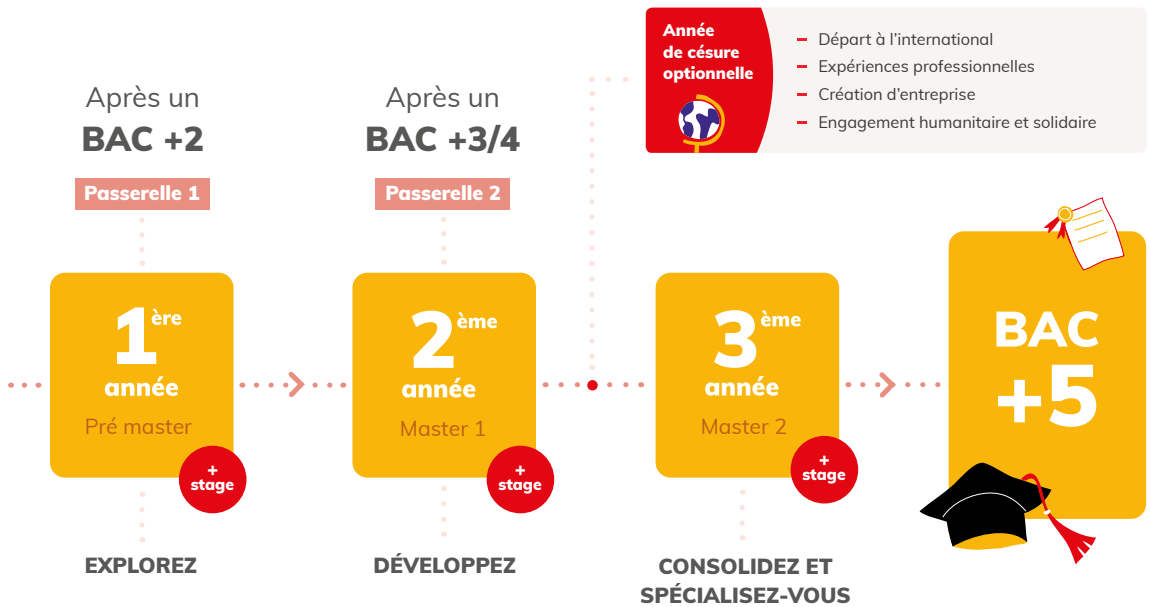 Année
de césure
optionnelle
– Départ à l’international
– Expériences professionnelles
– Création d’entreprise
– Engagement humanitaire et solidaire
Après un
BAC +2
Passerelle 1
Après un
BAC +3/4
Passerelle 2
1ère
année
Pré master
+
stage
EXPLOREZ
2ème
année
Master 1
+
stage
DÉVELOPPEZ
3ème
année
Master 2
+
stage
CONSOLIDEZ ET
SPÉCIALISEZ-VOUS
BAC
+5